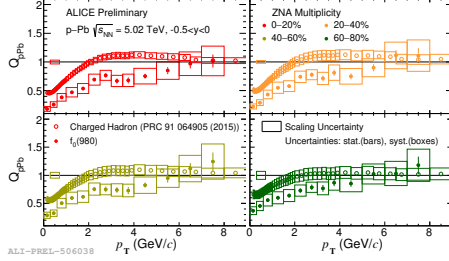 ALICE Preliminary
p–Pb √sNN = 5.02 TeV, -0.5<y<0
ZNA Multiplicity
0–20% 20–40%
40–60% 60–80%
QpPb
1.5
1
0.5
Charged Hadron (PRC 91 064905 (2015))
f0(980)
Scaling Uncertainty
Uncertainties: stat.(bars), syst.(boxes)
QpPb
1.5
1
0.5
0 2 4 6 8 0 2 4 6 8
pT (GeV/c) pT (GeV/c)
ALI-PREL-506038